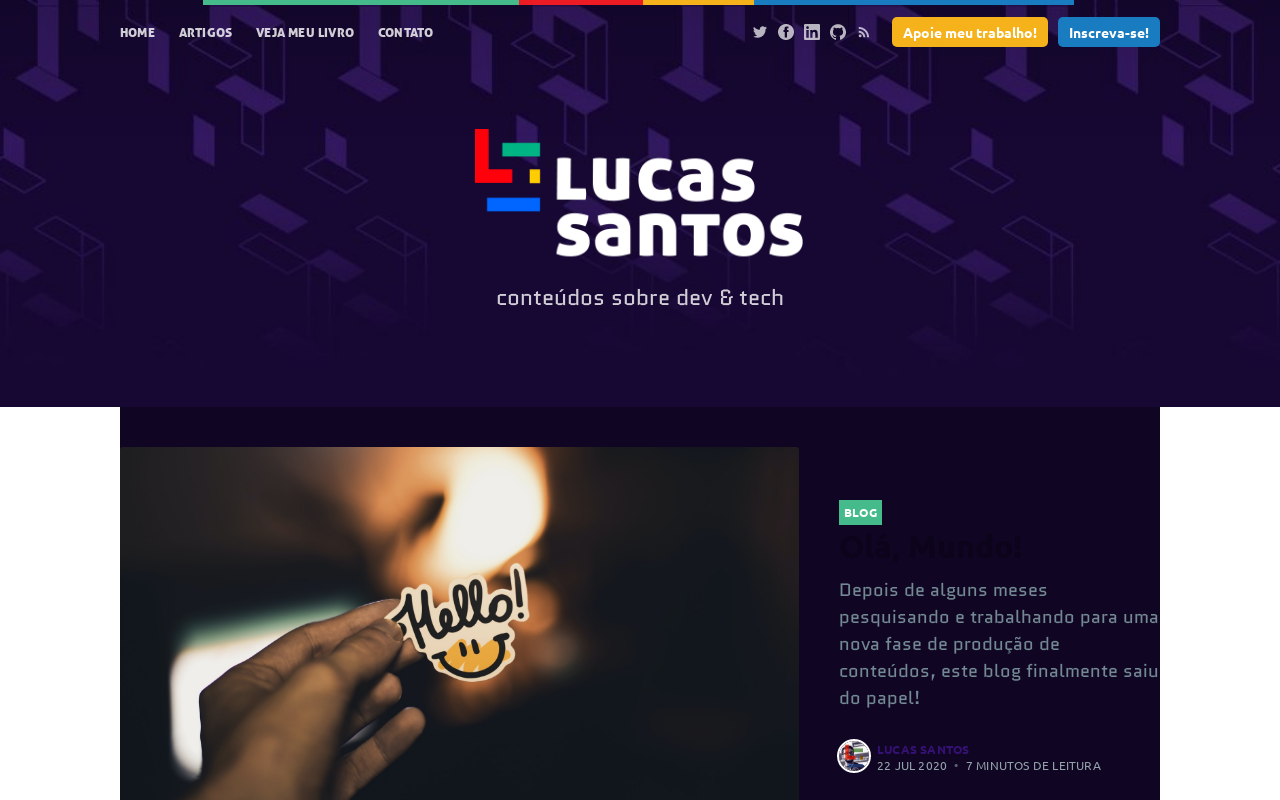 HOME ARTIGOS VEJA MEU LIVRO CONTATO Apoie meu trabalho! Inscreva-se!
LUCAS
SANTOS
conteúdos sobre dev & tech
Hello!
BLOG
Olá, Mundo!
Depois de alguns meses
pesquisando e trabalhando para uma
nova fase de produção de
conteúdos, este blog finalmente saiu
do papel!
LUCAS SANTOS
22 JUL 2020 • 7 MINUTOS DE LEITURA